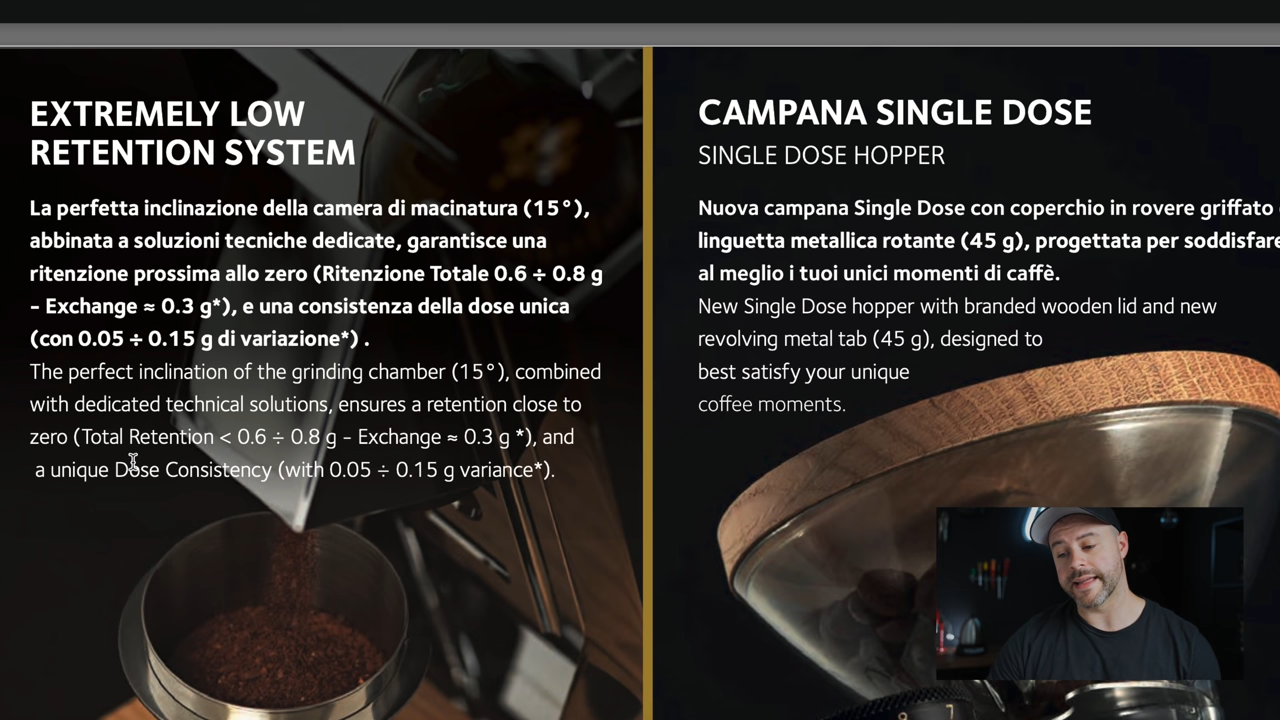 EXTREMELY LOW
RETENTION SYSTEM
La perfetta inclinazione della camera di macinatura (15°),
abbinata a soluzioni tecniche dedicate, garantisce una
ritenzione prossima allo zero (Ritenzione Totale 0.6 ÷ 0.8 g
– Exchange ≈ 0.3 g*), e una consistenza della dose unica
(con 0.05 ÷ 0.15 g di variazione*) .
The perfect inclination of the grinding chamber (15°), combined
with dedicated technical solutions, ensures a retention close to
zero (Total Retention < 0.6 ÷ 0.8 g – Exchange ≈ 0.3 g *), and
a unique Dose Consistency (with 0.05 ÷ 0.15 g variance*).
CAMPANA SINGLE DOSE
SINGLE DOSE HOPPER
Nuova campana Single Dose con coperchio in rovere griffato
linguetta metallica rotante (45 g), progettata per soddisfare
al meglio i tuoi unici momenti di caffè.
New Single Dose hopper with branded wooden lid and new
revolving metal tab (45 g), designed to
best satisfy your unique
coffee moments.